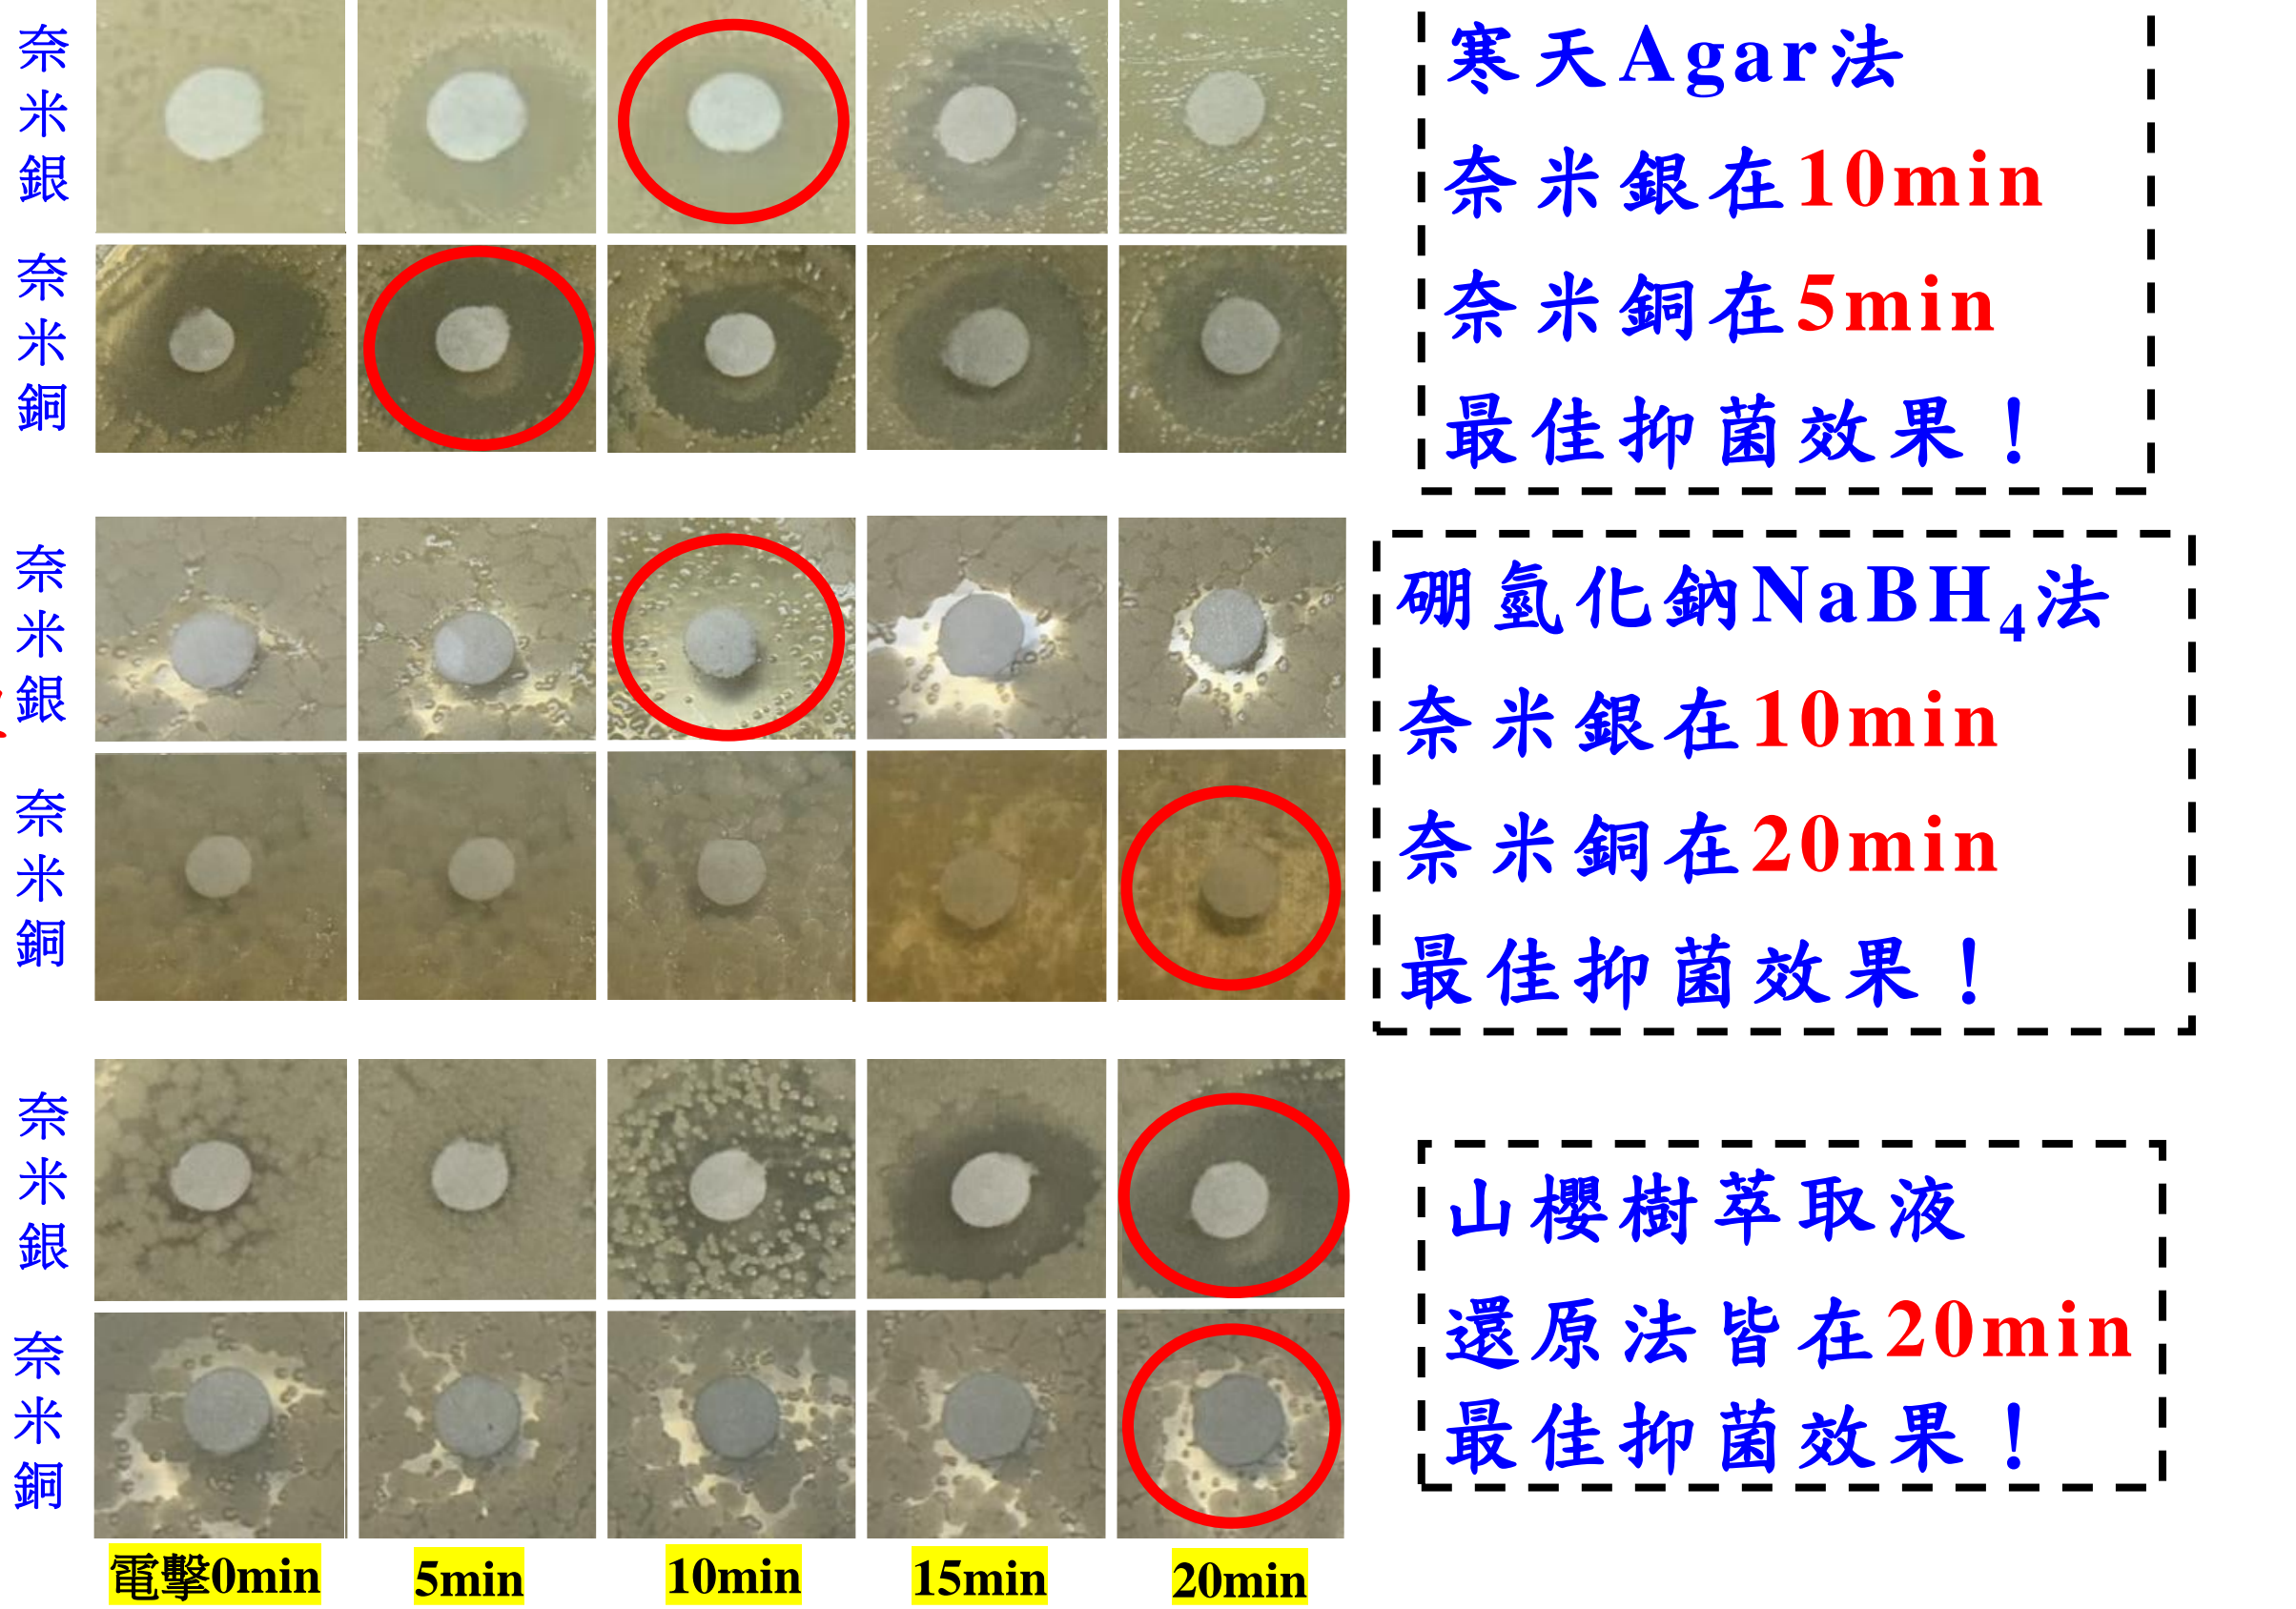 奈米銀
寒天Agar法
奈米銀在10min
奈米銅
奈米銅在5min
最佳抑菌效果！
奈米銀
硼氫化鈉NaBH₄法
奈米銀在10min
奈米銅
奈米銅在20min
最佳抑菌效果！
奈米銀
山櫻樹萃取液
奈米銅
還原法皆在20min
最佳抑菌效果！
電擊0min
5min
10min
15min
20min